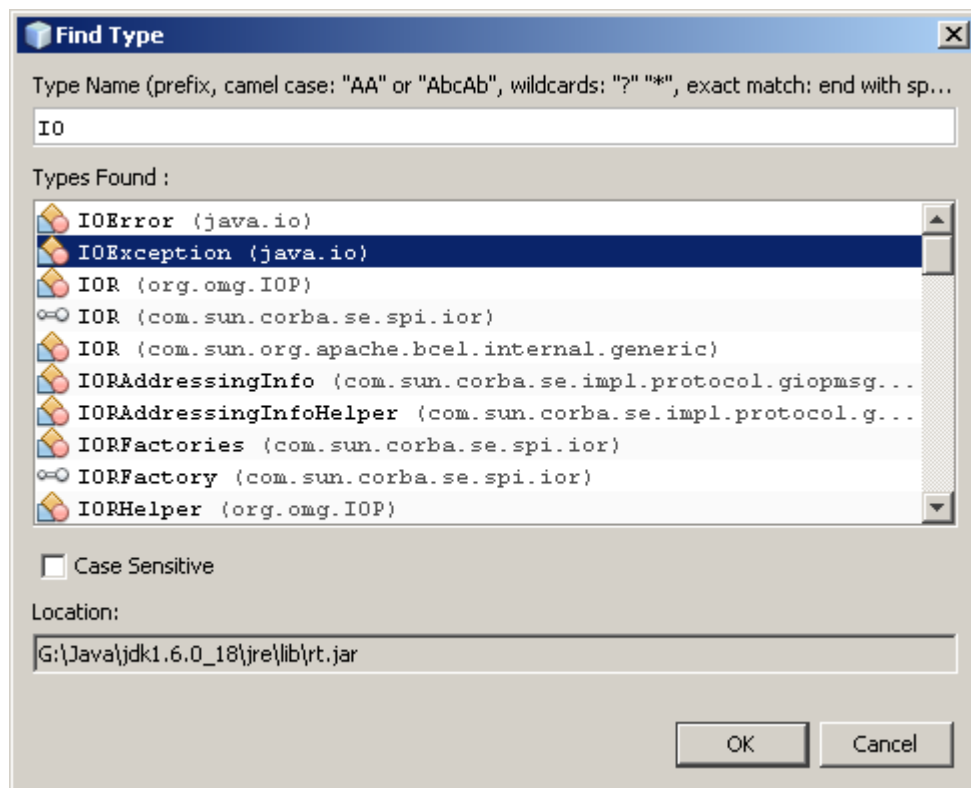 Find Type
Type Name (prefix, camel case: "AA" or "AbcAb", wildcards: "?" "*", exact match: end with sp...
IO
Types Found :
IOError (java.io)
IOException (java.io)
IOR (org.omg.IOP)
IOR (com.sun.corba.se.spi.ior)
IOR (com.sun.org.apache.bcel.internal.generic)
IORAddressingInfo (com.sun.corba.se.impl.protocol.giopmsg...
IORAddressingInfoHelper (com.sun.corba.se.impl.protocol.g...
IORFactories (com.sun.corba.se.spi.ior)
IORFactory (com.sun.corba.se.spi.ior)
IORHelper (org.omg.IOP)
Case Sensitive
Location:
G:\Java\jdk1.6.0_18\jre\lib\rt.jar
OK Cancel